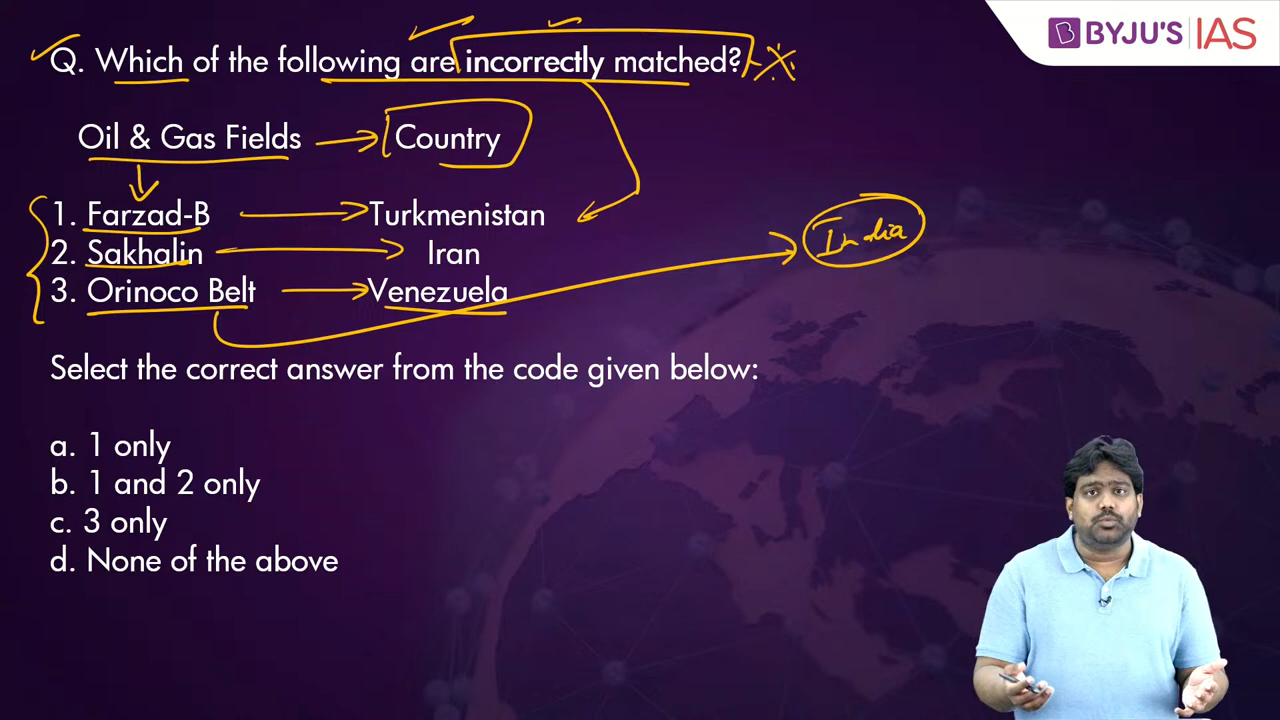 BYJU'S IAS
Q. Which of the following are incorrectly matched?
Oil & Gas Fields Country
1. Farzad-B Turkmenistan
India
2. Sakhalin Iran
3. Orinoco Belt Venezuela
Select the correct answer from the code given below:
a. 1 only
b. 1 and 2 only
c. 3 only
d. None of the above